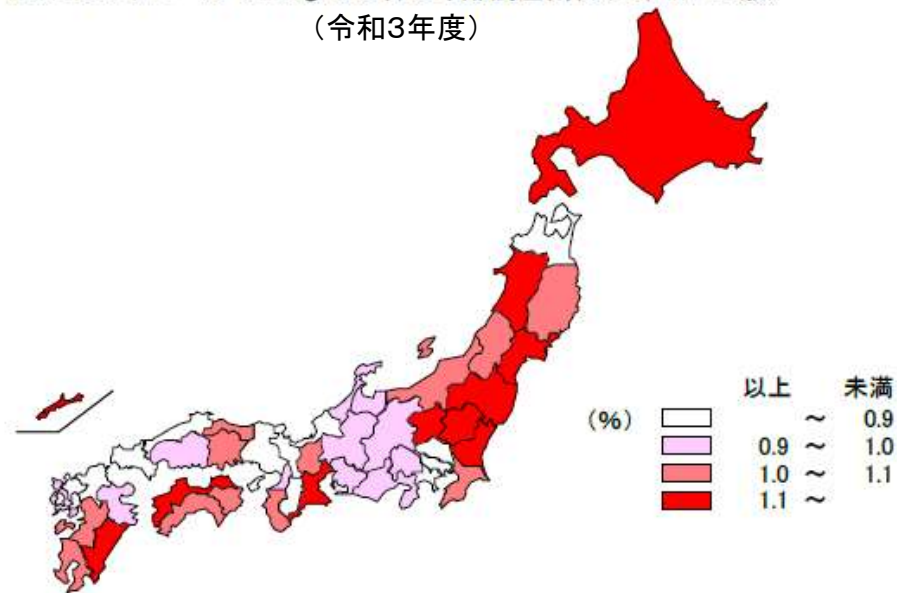 （令和3年度）
以上 未満
（%） ～ 0.9
0.9 ～ 1.0
1.0 ～ 1.1
1.1 ～